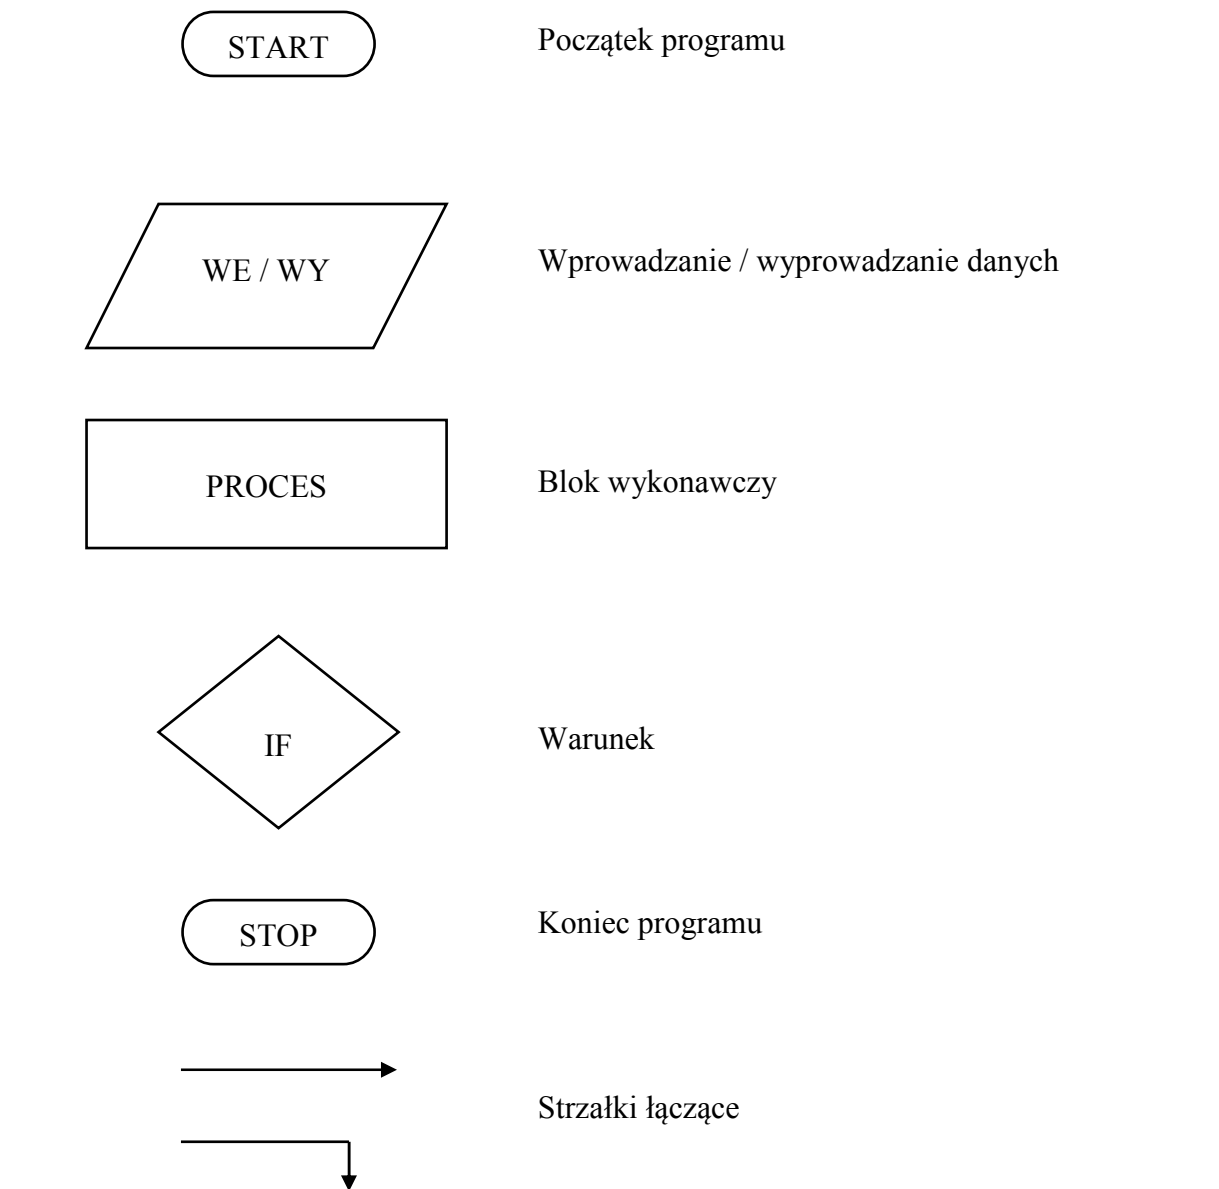 START
Początek programu
WE / WY
Wprowadzanie / wyprowadzanie danych
PROCES
Blok wykonawczy
IF
Warunek
STOP
Koniec programu
Strzałki łączące